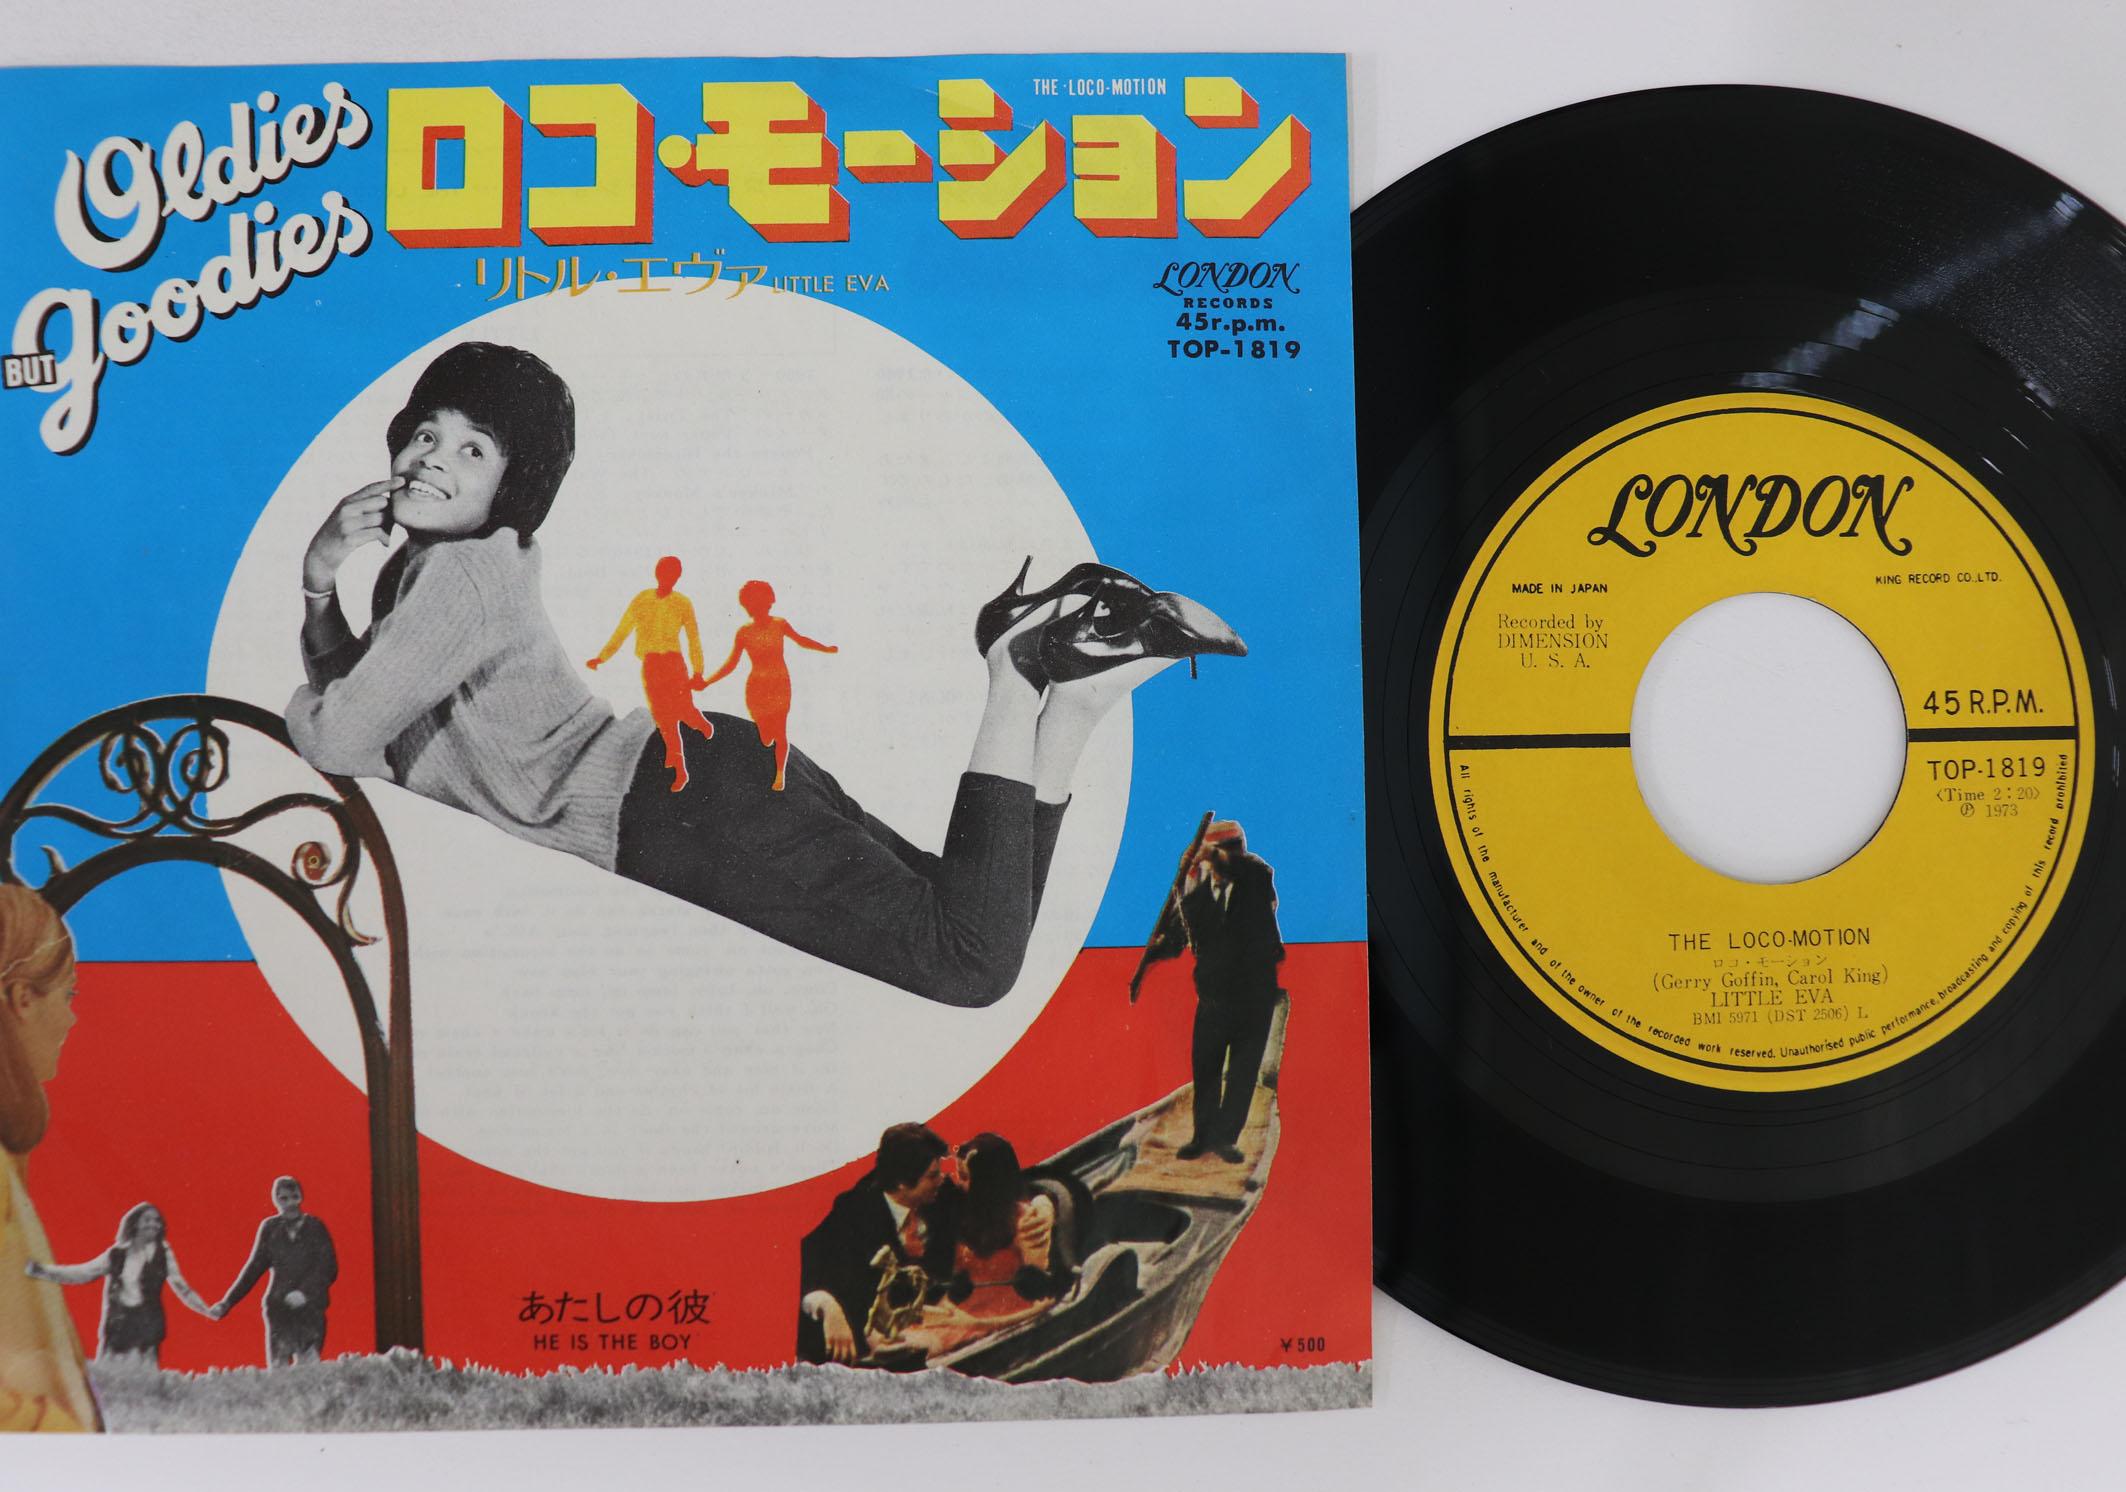 Oldies
BUT goodies
THE・LOCO-MOTION
ロコ・モーション
リトル・エヴァ LITTLE EVA
LONDON
RECORDS
45r.p.m.
TOP-1819
あたしの彼
HE IS THE BOY
¥500
LONDON
MADE IN JAPAN
KING RECORD CO.,LTD.
Recorded by
DIMENSION
U. S. A.
45 R.P.M.
TOP-1819
<Time 2:20>
℗ 1973
THE LOCO-MOTION
ロコ・モーション
(Gerry Goffin, Carol King)
LITTLE EVA
BMI 5971 (DST 2506) L
All rights of the manufacturer and of the owner of the recorded work reserved. Unauthorised public performance, broadcasting and copying of this record prohibited